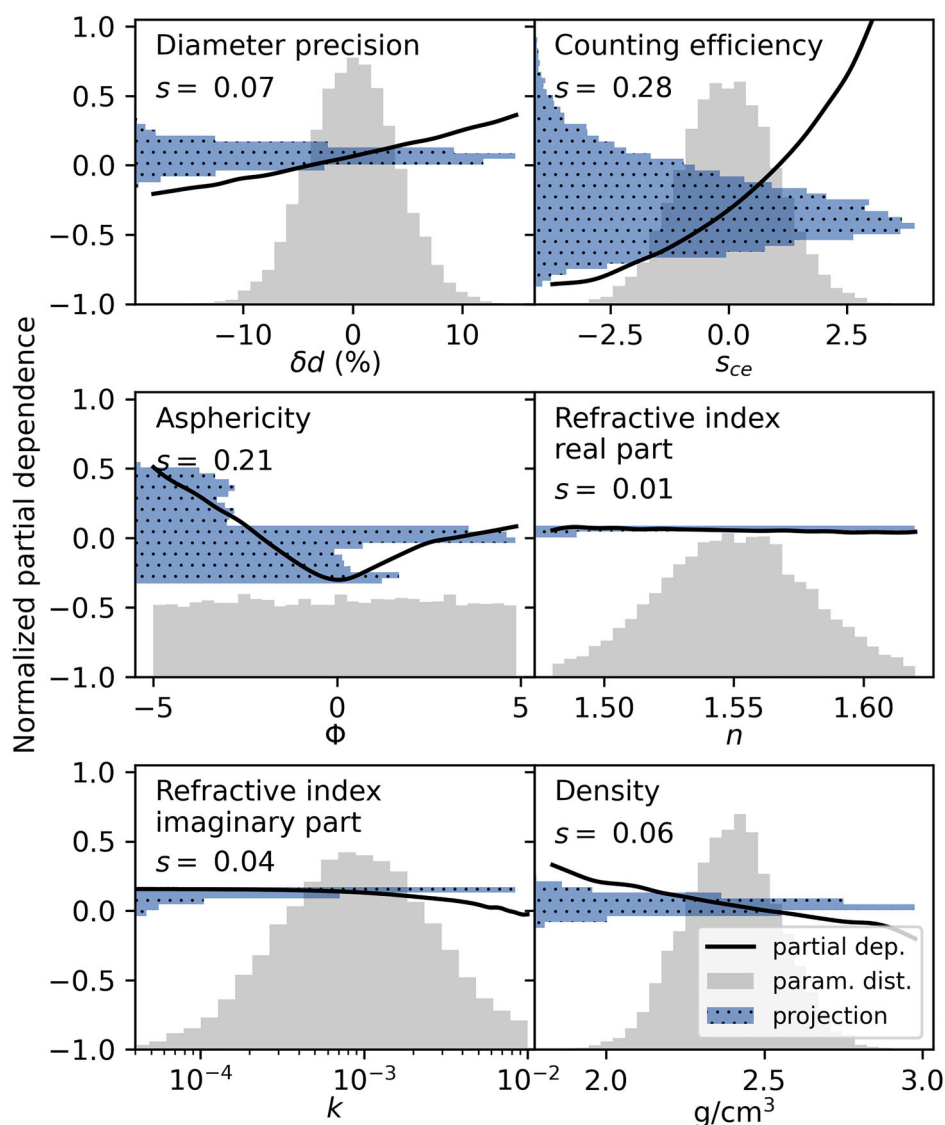 Normalized partial dependence
Diameter precision
s = 0.07
1.0
0.5
0.0
−0.5
−1.0
−10 0 10
δd (%)
Counting efficiency
s = 0.28
−2.5 0.0 2.5
s_ce
Asphericity
s = 0.21
1.0
0.5
0.0
−0.5
−1.0
−5 0 5
Φ
Refractive index
real part
s = 0.01
1.50 1.55 1.60
n
Refractive index
imaginary part
s = 0.04
1.0
0.5
0.0
−0.5
−1.0
10⁻⁴ 10⁻³ 10⁻²
k
Density
s = 0.06
partial dep.
param. dist.
projection
2.0 2.5 3.0
g/cm³